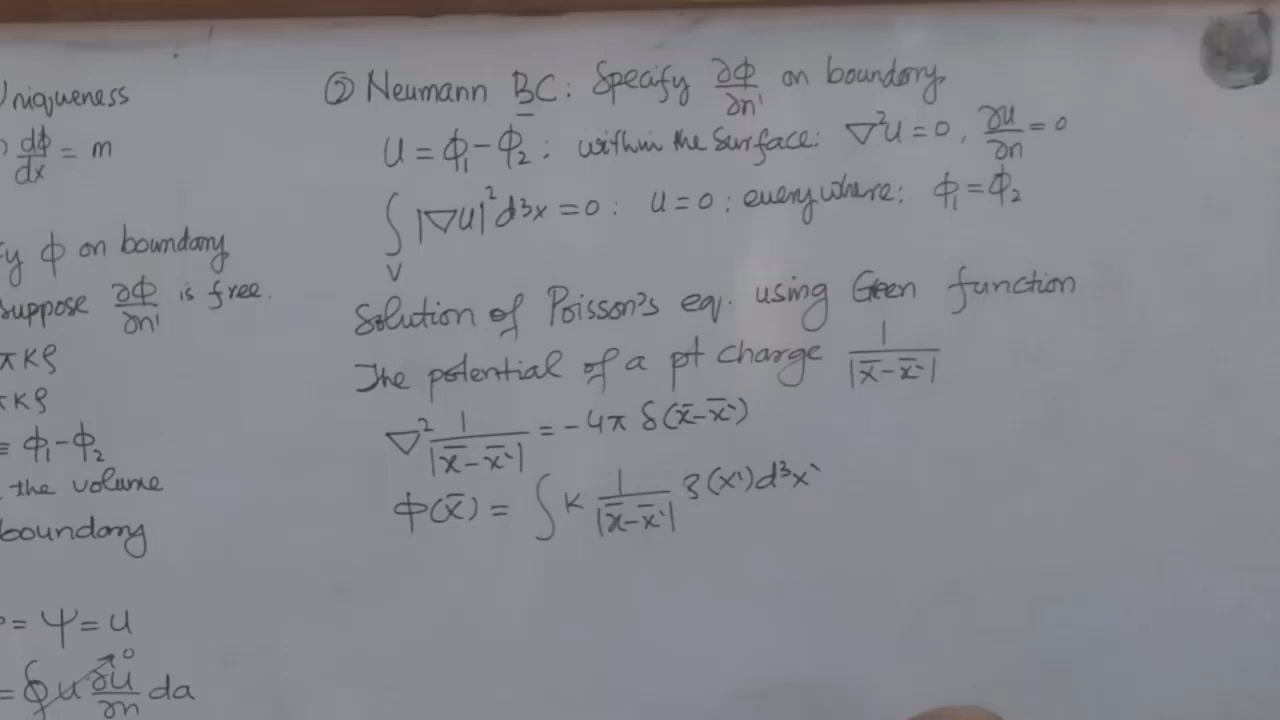 Uniqueness
dΦ/dx = m
fy Φ on boundary
Suppose ∂Φ/∂n' is free.
πKρ
πKρ
= Φ₁-Φ₂
the volume
boundary
= Ψ = U
= ∮ U ∂U/∂n da → 0
② Neumann BC: Specify ∂Φ/∂n' on boundary
U = Φ₁-Φ₂: within the surface: ∇²U = 0, ∂U/∂n = 0
∫_V |∇U|² d³x = 0: U = 0: everywhere: Φ₁ = Φ₂
Solution of Poisson's eq. using Green function
The potential of a pt charge 1/|x̄-x̄'|
∇² 1/|x̄-x̄'| = -4π δ(x̄-x̄')
Φ(x̄) = ∫ K 1/|x̄-x̄'| ρ(x') d³x'